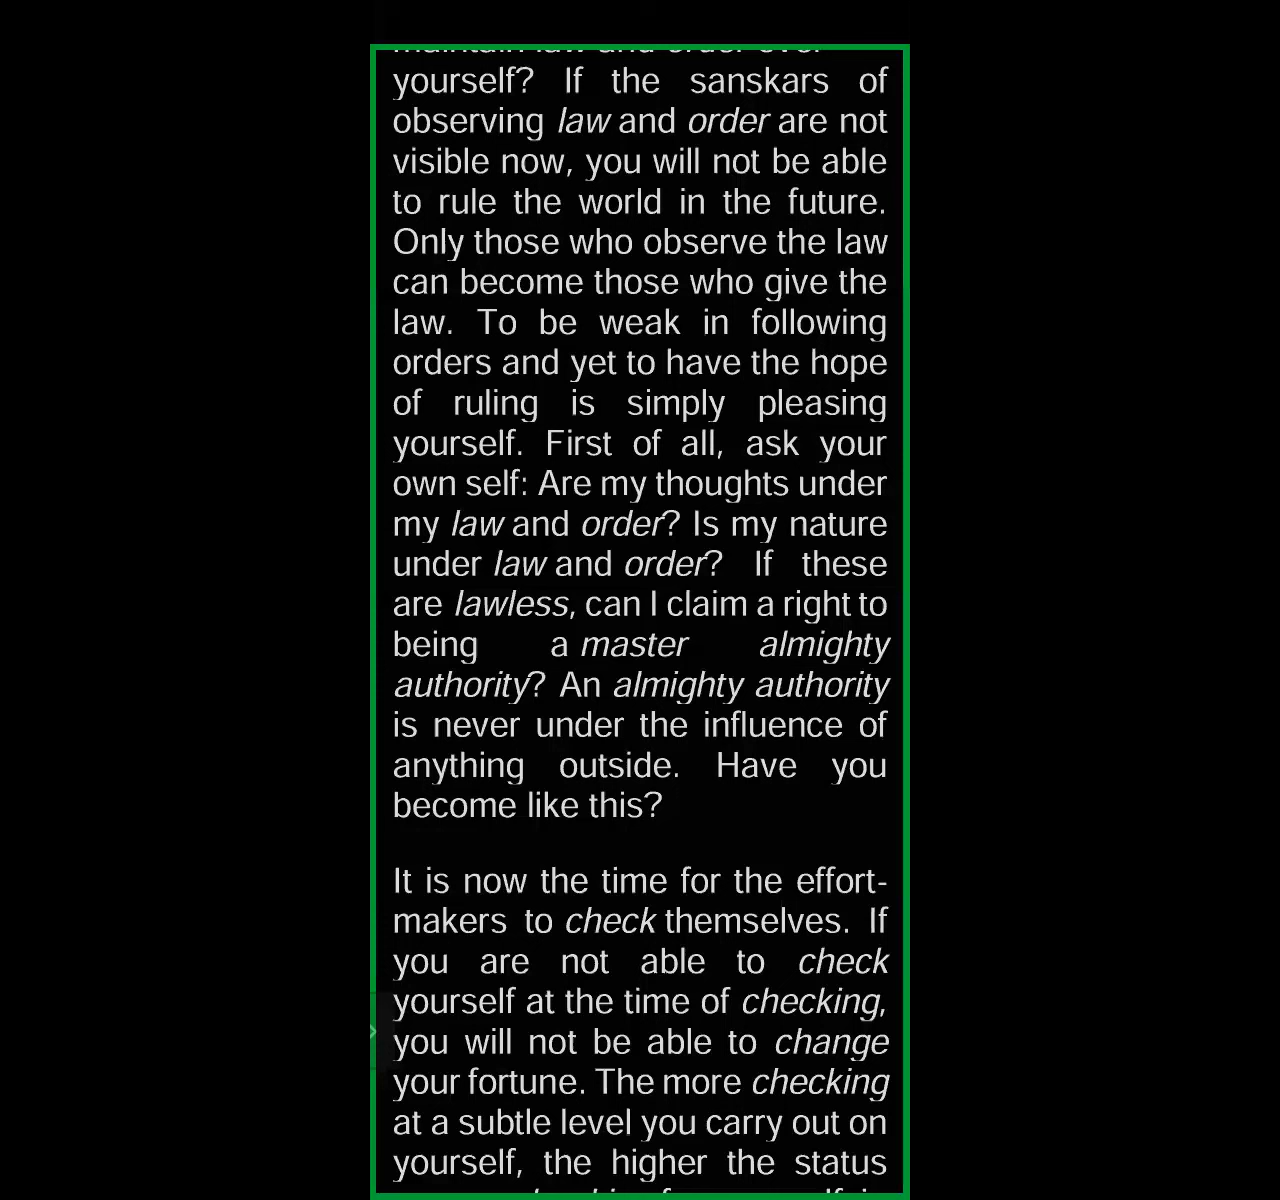 maintain law and order over
yourself? If the sanskars of
observing law and order are not
visible now, you will not be able
to rule the world in the future.
Only those who observe the law
can become those who give the
law. To be weak in following
orders and yet to have the hope
of ruling is simply pleasing
yourself. First of all, ask your
own self: Are my thoughts under
my law and order? Is my nature
under law and order? If these
are lawless, can I claim a right to
being a master almighty
authority? An almighty authority
is never under the influence of
anything outside. Have you
become like this?
It is now the time for the effort-
makers to check themselves. If
you are not able to check
yourself at the time of checking,
you will not be able to change
your fortune. The more checking
at a subtle level you carry out on
yourself, the higher the status